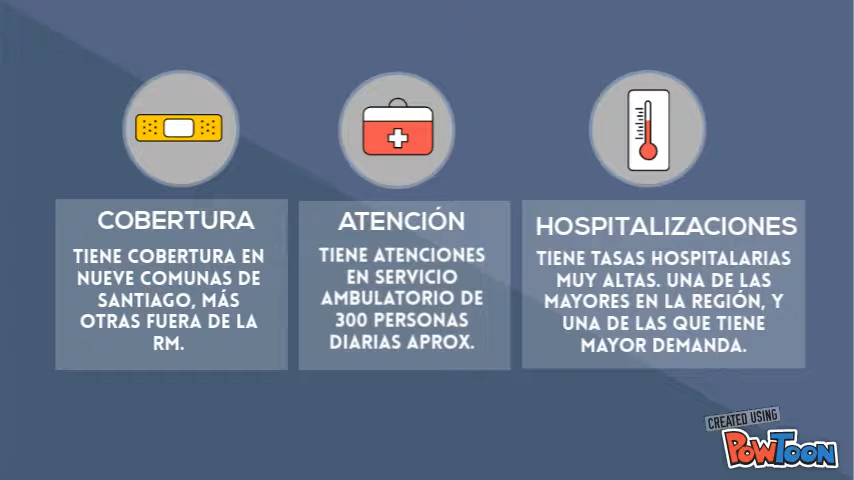 COBERTURA
TIENE COBERTURA EN
NUEVE COMUNAS DE
SANTIAGO, MÁS
OTRAS FUERA DE LA
RM.
ATENCIÓN
TIENE ATENCIONES
EN SERVICIO
AMBULATORIO DE
300 PERSONAS
DIARIAS APROX.
HOSPITALIZACIONES
TIENE TASAS HOSPITALARIAS
MUY ALTAS. UNA DE LAS
MAYORES EN LA REGIÓN, Y
UNA DE LAS QUE TIENE
MAYOR DEMANDA.
CREATED USING
POWTOON